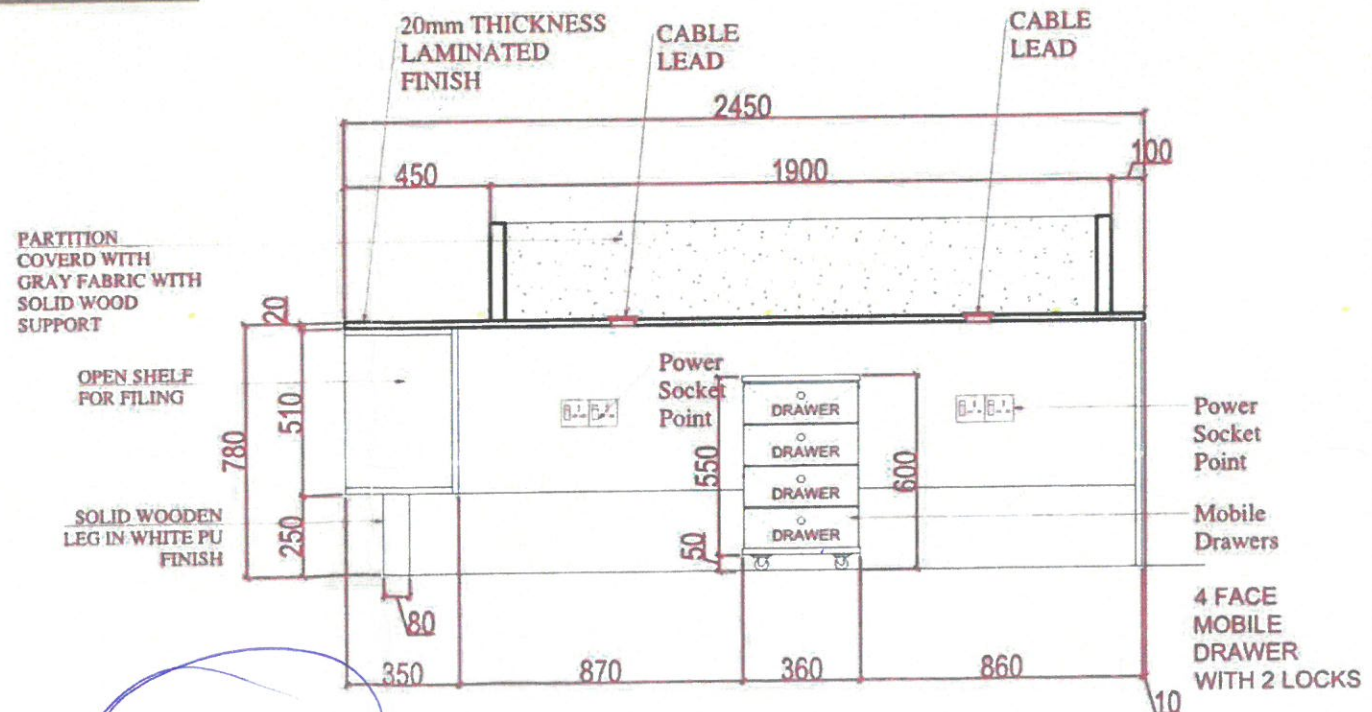 20mm THICKNESS
LAMINATED
FINISH
CABLE
LEAD
CABLE
LEAD
2450
450
1900
100
PARTITION
COVERD WITH
GRAY FABRIC WITH
SOLID WOOD
SUPPORT
20
OPEN SHELF
FOR FILING
510
780
Power
Socket
Point
DRAWER
DRAWER
DRAWER
DRAWER
550
600
50
Power
Socket
Point
SOLID WOODEN
LEG IN WHITE PU
FINISH
250
Mobile
Drawers
80
4 FACE
MOBILE
DRAWER
WITH 2 LOCKS
350
870
360
860
10